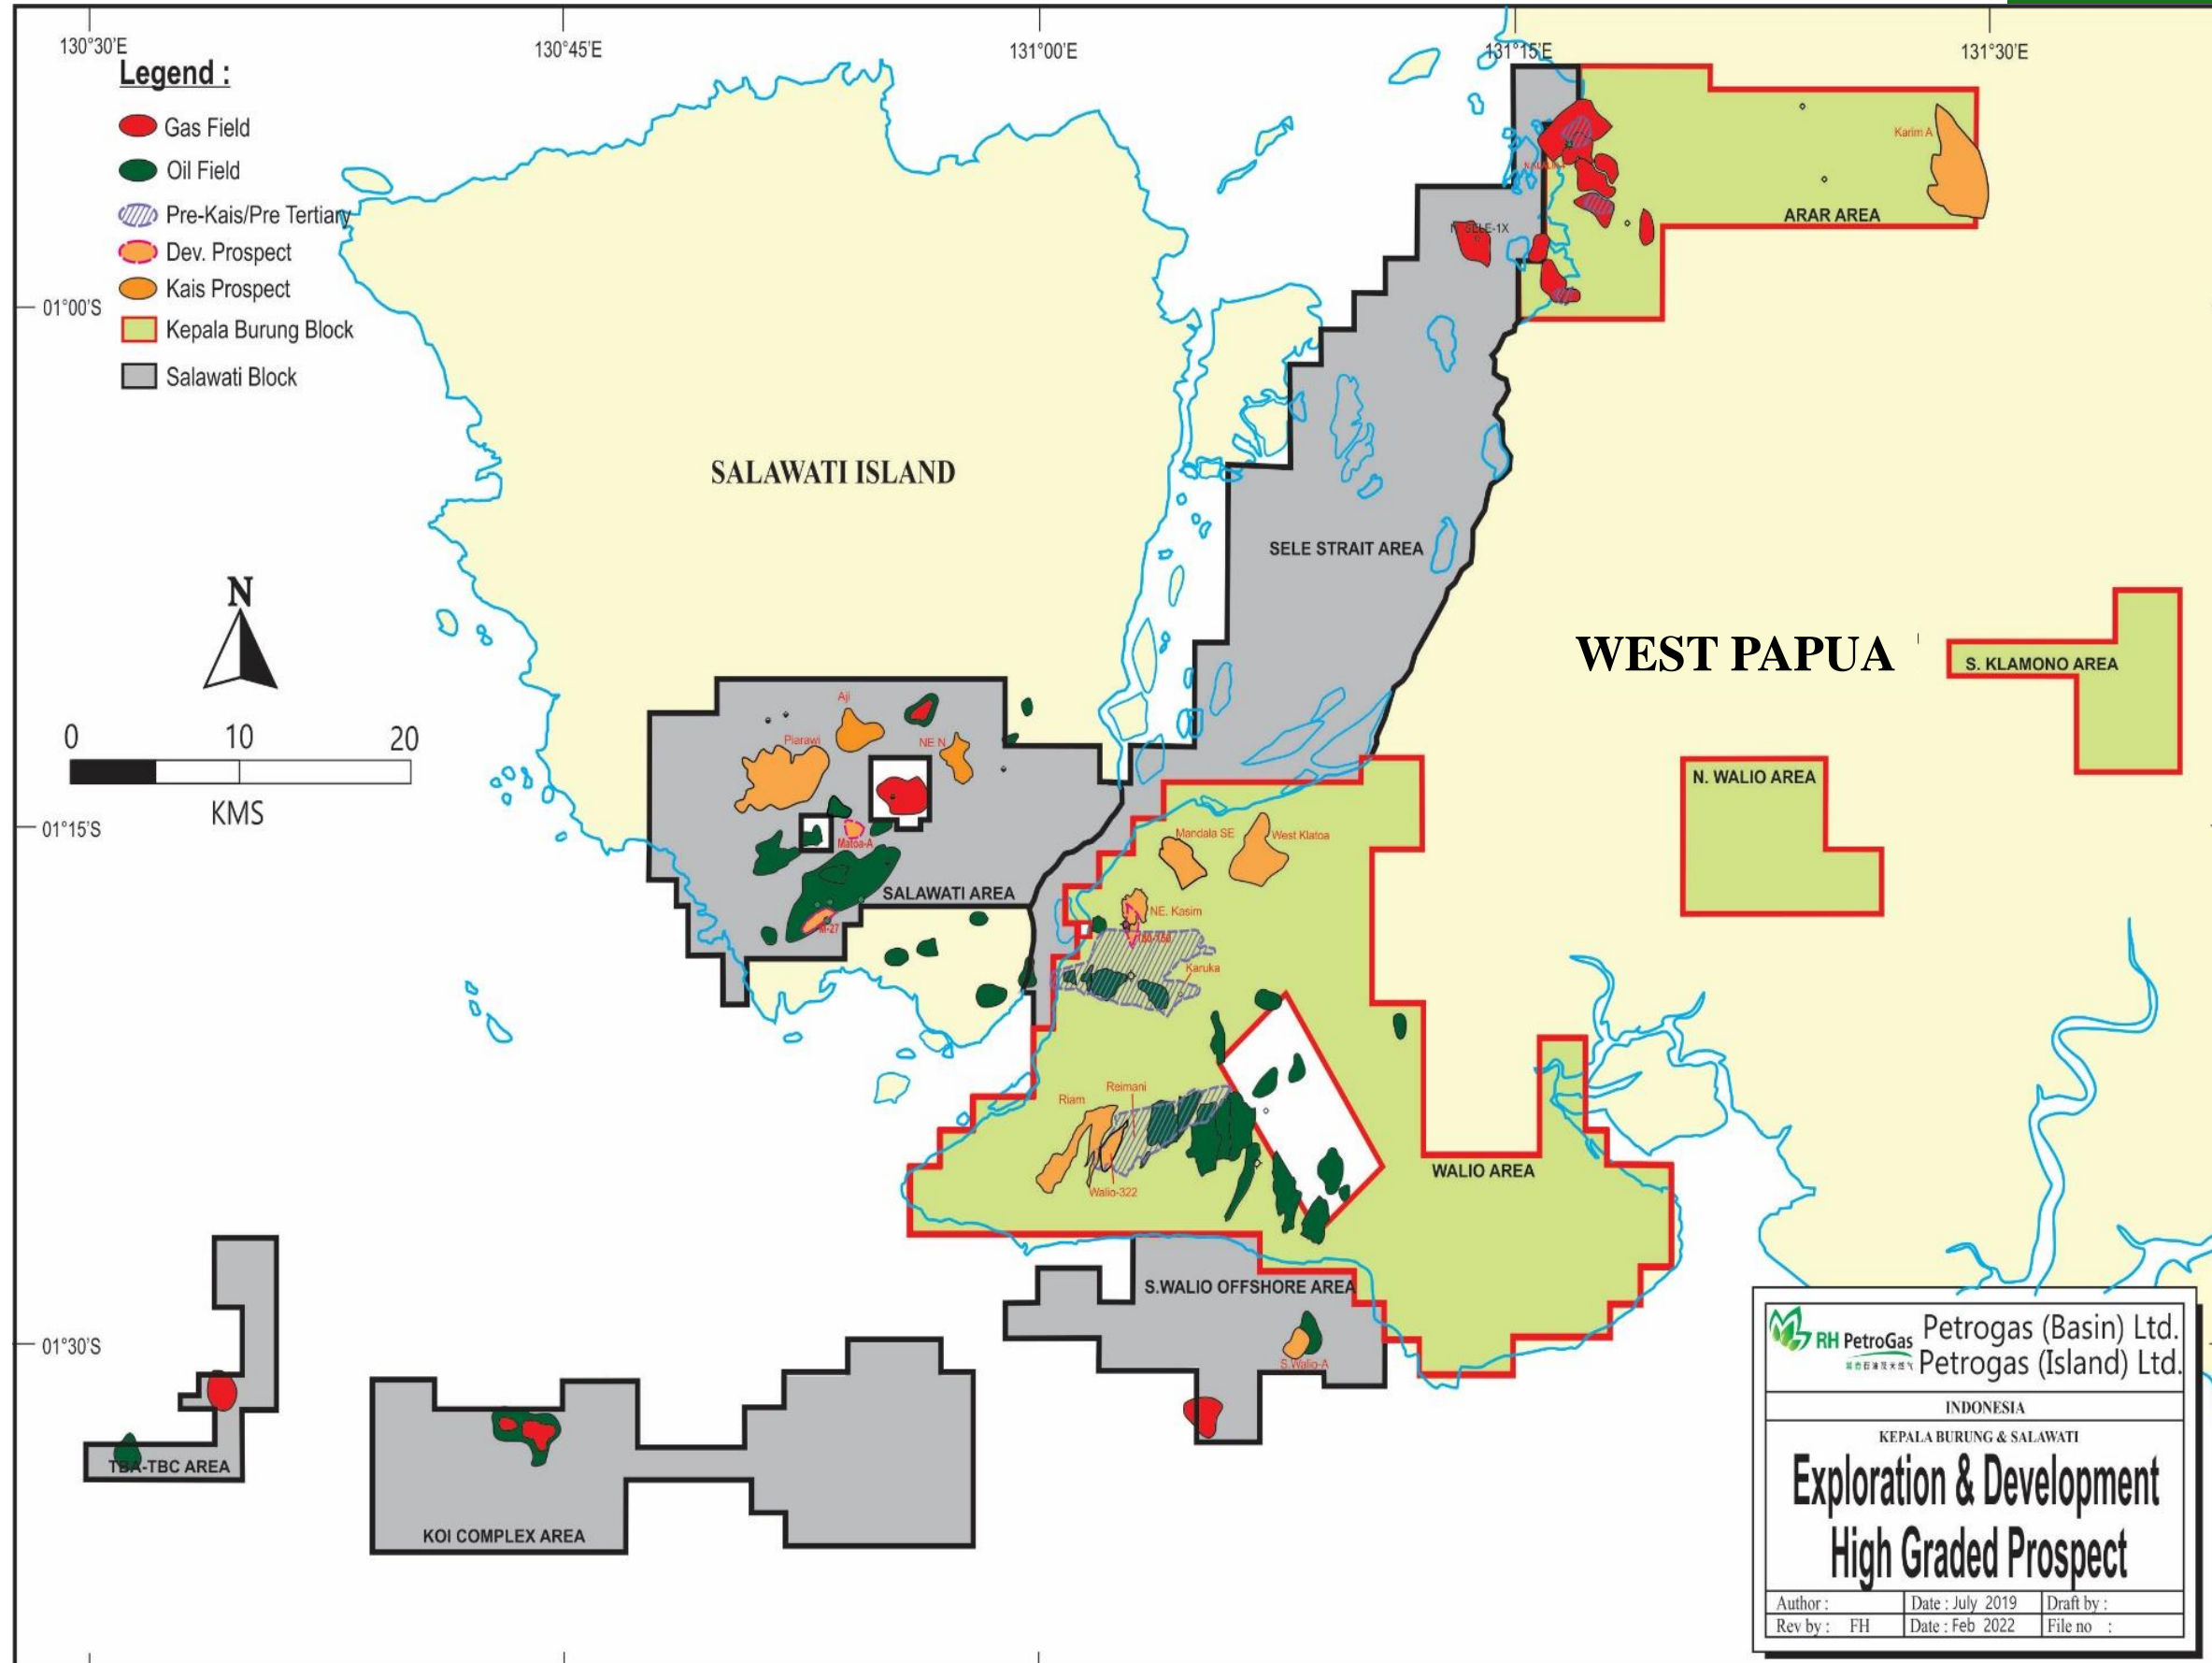 130°30'E
130°45'E
131°00'E
131°15'E
131°30'E
Legend :
Gas Field
Oil Field
Pre-Kais/Pre Tertiary
Dev. Prospect
Kais Prospect
Kepala Burung Block
Salawati Block
01°00'S
01°15'S
01°30'S
N
0 10 20
KMS
SALAWATI ISLAND
WEST PAPUA
Karim A
ARAR AREA
SELE-1X
SELE STRAIT AREA
S. KLAMONO AREA
N. WALIO AREA
Aji
Piarawi
NE N
Matoa-A
SALAWATI AREA
M-27
Mandala SE
West Klatoa
NE. Kasim
Karuka
Reimani
Riam
Walio-322
WALIO AREA
S.WALIO OFFSHORE AREA
S.Walio-A
TBA-TBC AREA
KOI COMPLEX AREA
RH PetroGas
Petrogas (Basin) Ltd.
Petrogas (Island) Ltd.
INDONESIA
KEPALA BURUNG & SALAWATI
Exploration & Development
High Graded Prospect
Author : Date : July 2019 Draft by :
Rev by : FH Date : Feb 2022 File no :